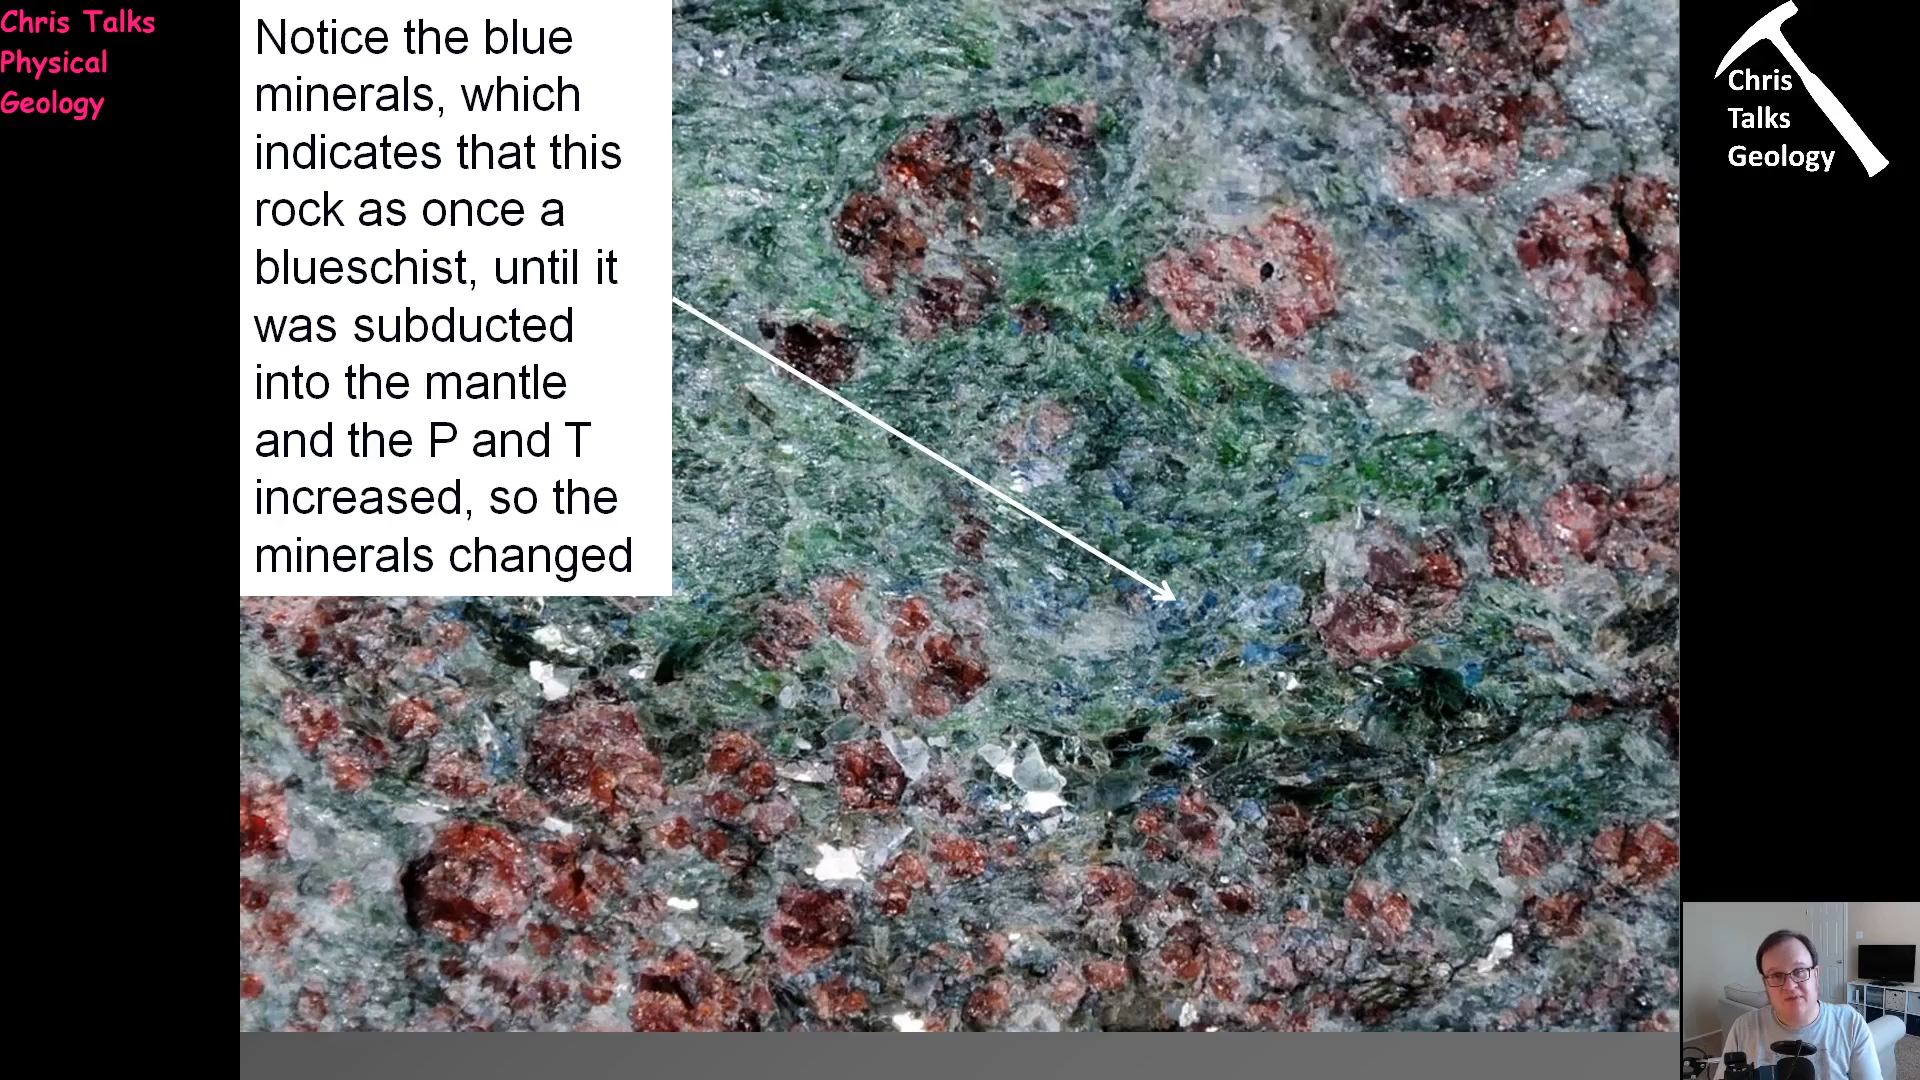 Chris Talks
Physical
Geology
Notice the blue
minerals, which
indicates that this
rock as once a
blueschist, until it
was subducted
into the mantle
and the P and T
increased, so the
minerals changed
Chris
Talks
Geology